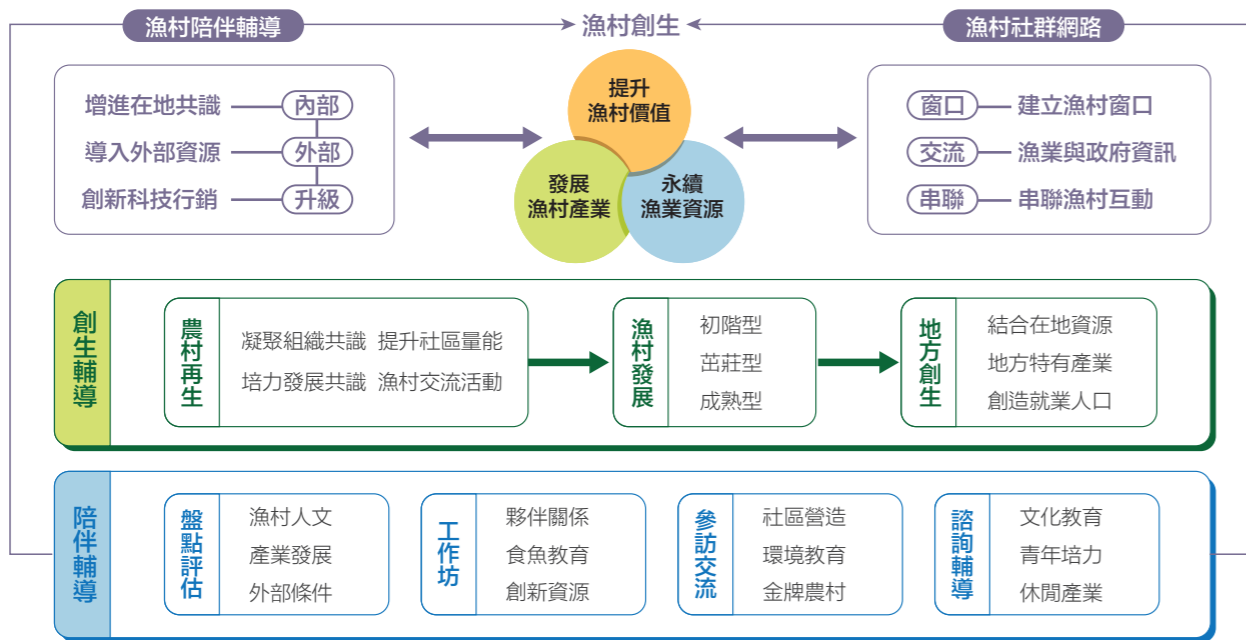 漁村陪伴輔導
漁村創生
漁村社群網路
增進在地共識 內部
導入外部資源 外部
創新科技行銷 升級
提升
漁村價值
發展
漁村產業
永續
漁業資源
窗口 建立漁村窗口
交流 漁業與政府資訊
串聯 串聯漁村互動
創生輔導
農村再生
凝聚組織共識 提升社區量能
培力發展共識 漁村交流活動
漁村發展
初階型
茁莊型
成熟型
地方創生
結合在地資源
地方特有產業
創造就業人口
陪伴輔導
盤點評估
漁村人文
產業發展
外部條件
工作坊
夥伴關係
食魚教育
創新資源
參訪交流
社區營造
環境教育
金牌農村
諮詢輔導
文化教育
青年培力
休閒產業